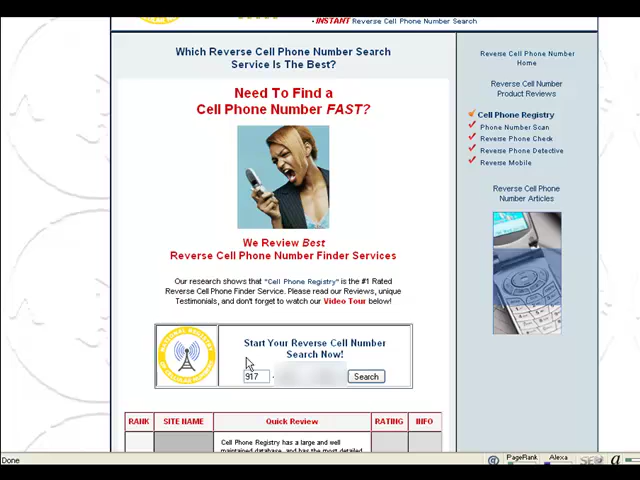 - INSTANT Reverse Cell Phone Number Search
Which Reverse Cell Phone Number Search
Service Is The Best?
Need To Find a
Cell Phone Number FAST?
We Review Best
Reverse Cell Phone Number Finder Services
Our research shows that "Cell Phone Registry" is the #1 Rated
Reverse Cell Phone Finder Service. Please read our Reviews, unique
Testimonials, and don't forget to watch our Video Tour below!
Start Your Reverse Cell Number
Search Now!
917 - Search
RANK SITE NAME Quick Review RATING INFO
Cell Phone Registry has a large and well
maintained database, and has the most detailed
Reverse Cell Phone Number
Home
Reverse Cell Number
Product Reviews
Cell Phone Registry
Phone Number Scan
Reverse Phone Check
Reverse Phone Detective
Reverse Mobile
Reverse Cell Phone
Number Articles
Done
PageRank Alexa